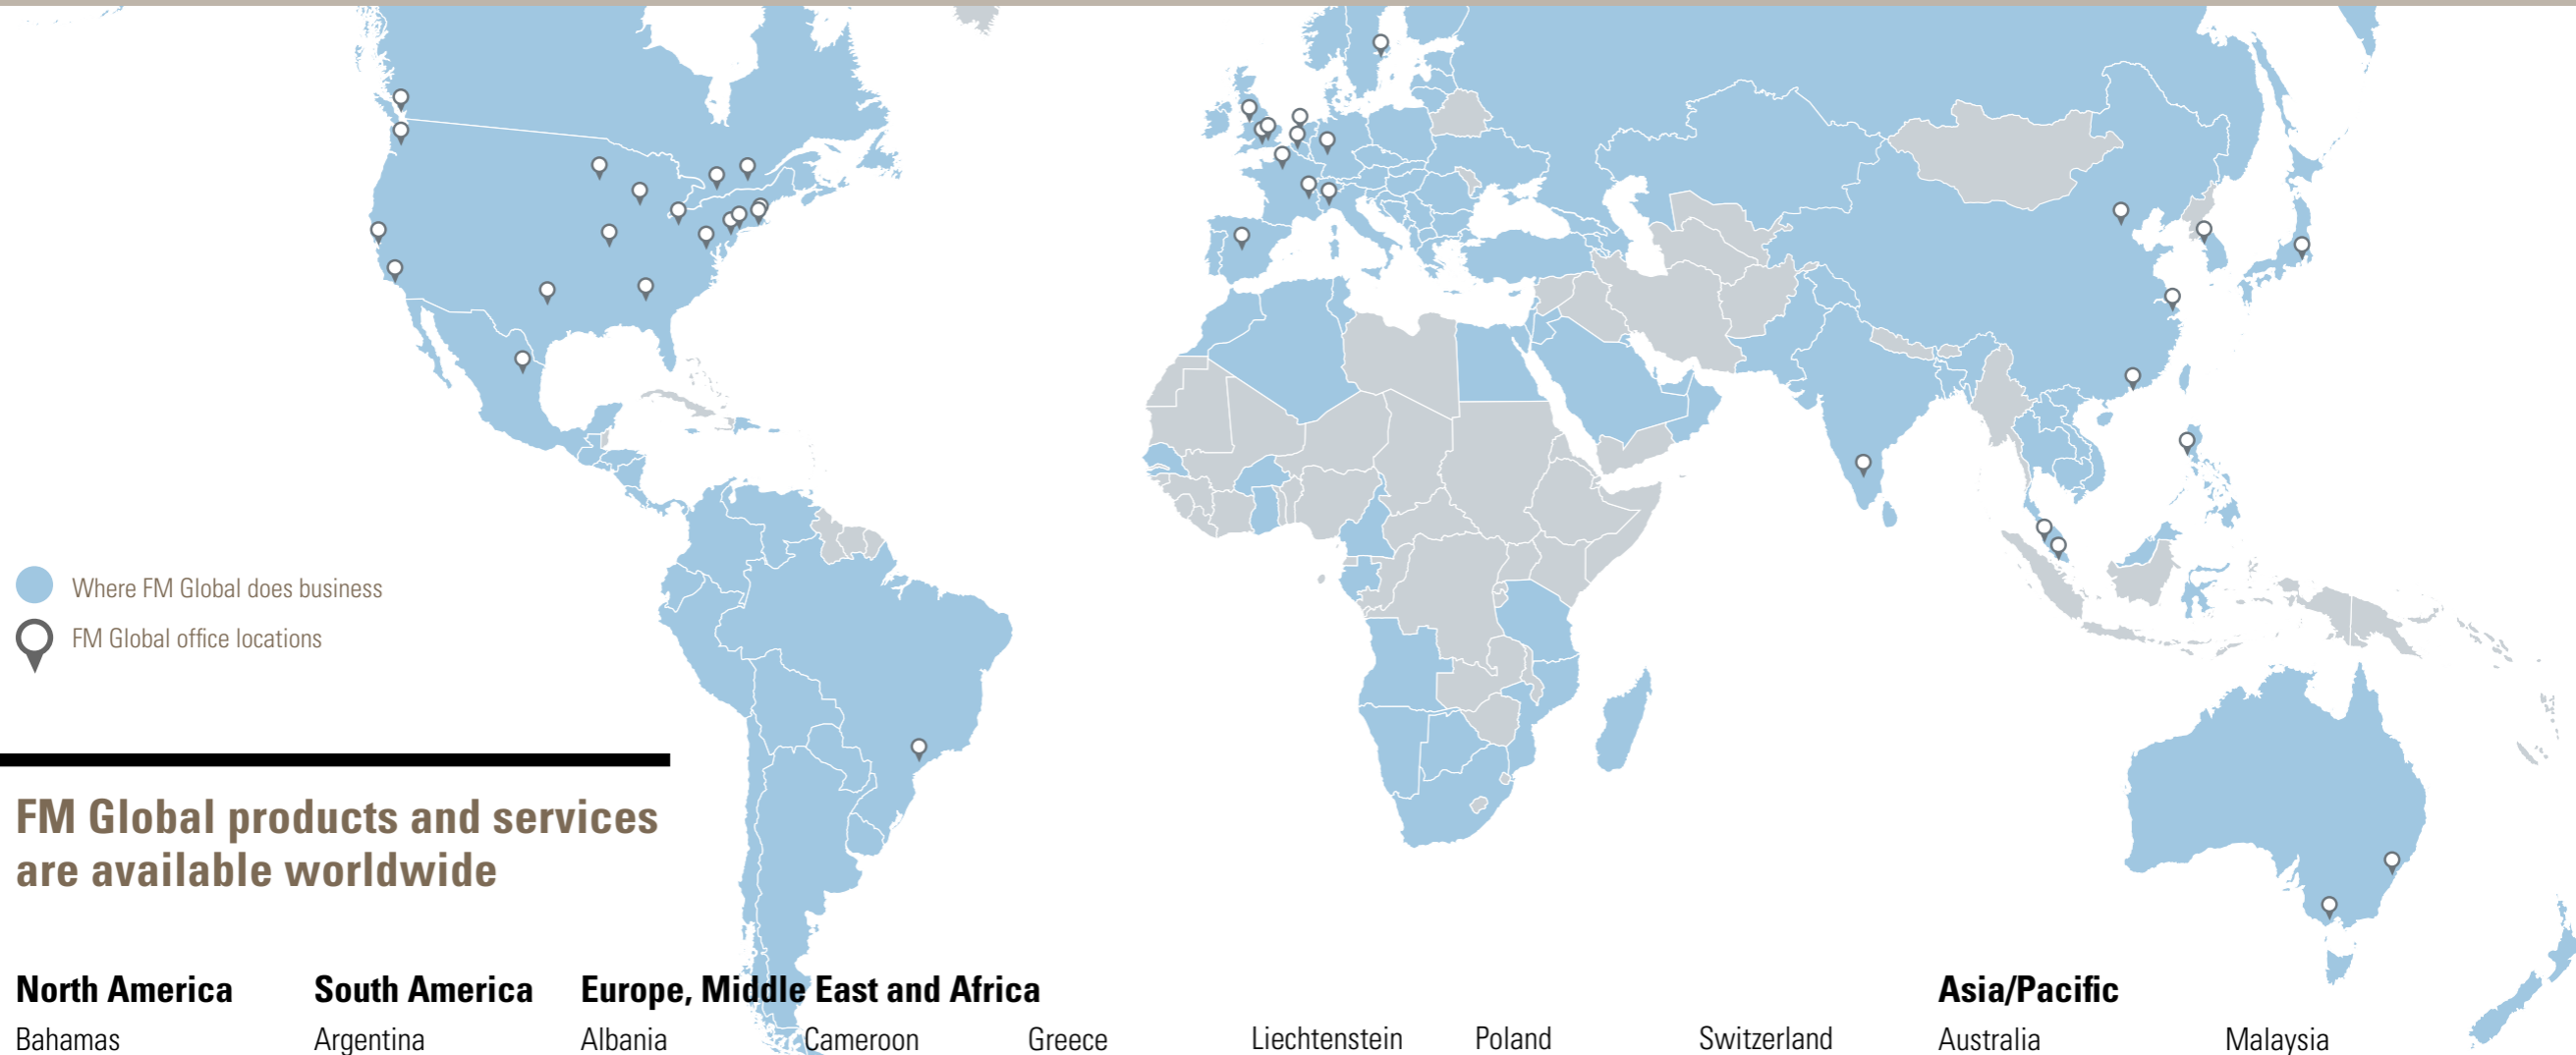 Where FM Global does business
FM Global office locations
FM Global products and services
are available worldwide
North America
South America
Europe, Middle East and Africa
Asia/Pacific
Bahamas
Argentina
Albania
Cameroon
Greece
Liechtenstein
Poland
Switzerland
Australia
Malaysia